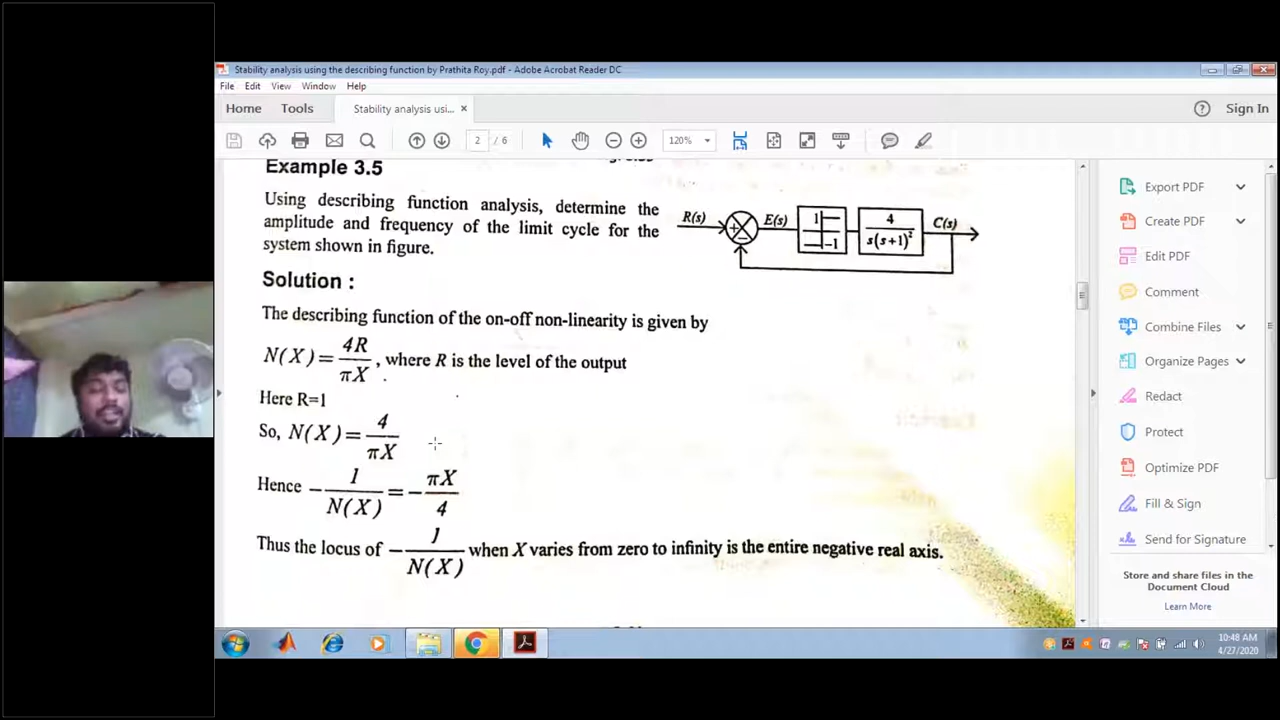 Stability analysis using the describing function by Prathita Roy.pdf - Adobe Acrobat Reader DC
File Edit View Window Help
Home Tools Stability analysis usi... × Sign In
2 / 6 120%
Example 3.5
Using describing function analysis, determine the
amplitude and frequency of the limit cycle for the
system shown in figure.
R(s) + − E(s) 1 −1 4/s(s+1)² C(s)
Solution :
The describing function of the on-off non-linearity is given by
N(X) = 4R/πX , where R is the level of the output
Here R=1
So, N(X) = 4/πX
Hence − 1/N(X) = − πX/4
Thus the locus of − 1/N(X) when X varies from zero to infinity is the entire negative real axis.
Export PDF
Create PDF
Edit PDF
Comment
Combine Files
Organize Pages
Redact
Protect
Optimize PDF
Fill & Sign
Send for Signature
Store and share files in the
Document Cloud
Learn More
10:48 AM
4/27/2020